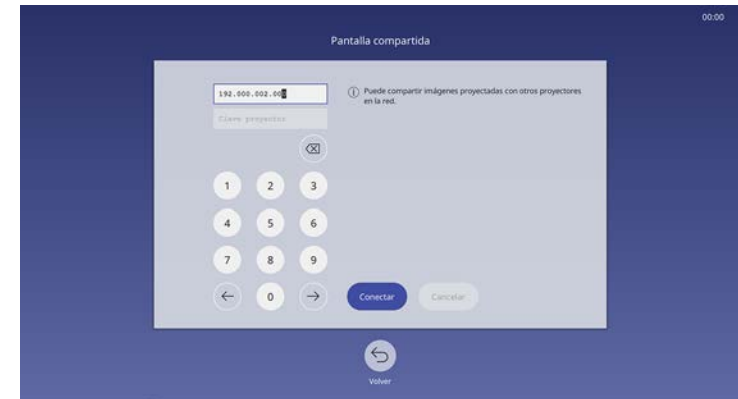 00:00
Pantalla compartida
192.000.002.00
Puede compartir imágenes proyectadas con otros proyectores
en la red.
Clave proyector
1 2 3
4 5 6
7 8 9
0
Conectar Cancelar
Volver